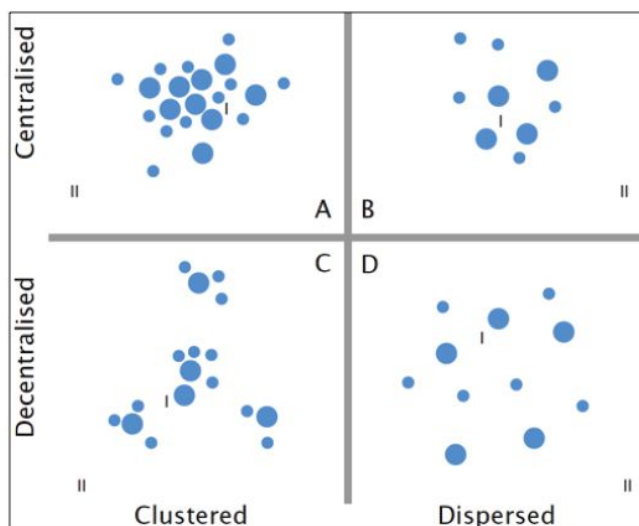 Centralised
I
I
II
II
A
B
C
D
Decentralised
I
I
II
II
Clustered
Dispersed